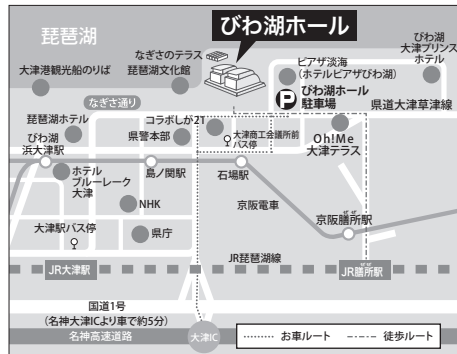 琵琶湖
びわ湖ホール
なぎさのテラス
琵琶湖文化館
大津港観光船のりば
ピアザ淡海
(ホテルピアザびわ湖)
びわ湖
大津プリンス
ホテル
P
びわ湖ホール
駐車場
県道大津草津線
なぎさ通り
琵琶湖ホテル
コラボしが21
県警本部
大津商工会議所前
バス停
Oh!Me
大津テラス
びわ湖
浜大津駅
島ノ関駅
石場駅
ホテル
ブルーレーク
大津
NHK
京阪電車
京阪膳所駅
ぜぜ
大津駅バス停
県庁
JR琵琶湖線
JR大津駅
JR膳所駅
ぜぜ
国道1号
(名神大津ICより車で約5分)
名神高速道路
大津IC
お車ルート
徒歩ルート